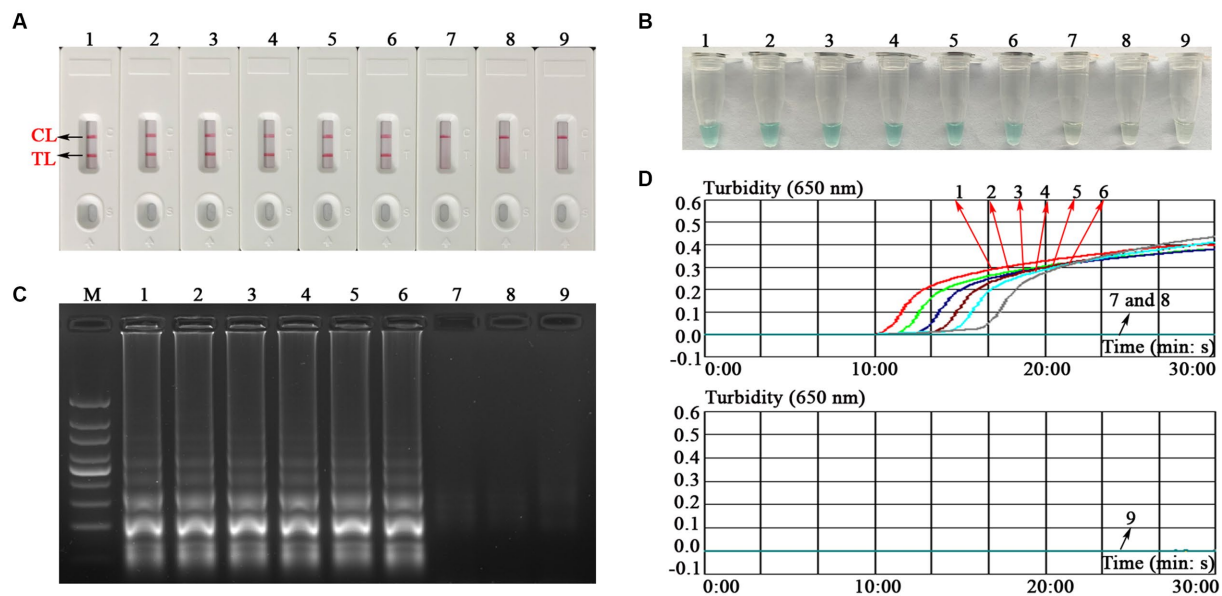 A
1 2 3 4 5 6 7 8 9
CL
TL
C C C C C C C C C
T T T T T T T T T
S S S S S S S S S
B
1 2 3 4 5 6 7 8 9
C
M 1 2 3 4 5 6 7 8 9
D
Turbidity (650 nm)
1 2 3 4 5 6
0.6
0.5
0.4
0.3
0.2
0.1
0.0
-0.1
7 and 8
Time (min: s)
0:00 10:00 20:00 30:00
Turbidity (650 nm)
0.6
0.5
0.4
0.3
0.2
0.1
0.0
-0.1
9
Time (min: s)
0:00 10:00 20:00 30:00